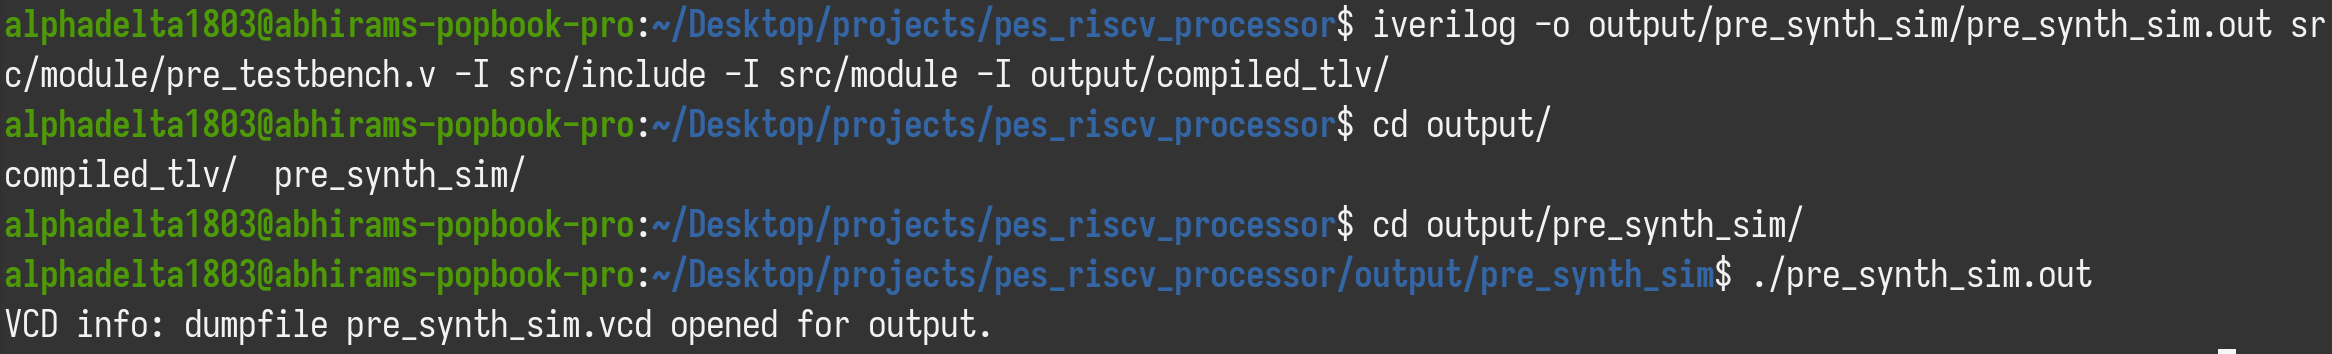 alphadelta1803@abhirams-popbook-pro:~/Desktop/projects/pes_riscv_processor$ iverilog -o output/pre_synth_sim/pre_synth_sim.out sr
c/module/pre_testbench.v -I src/include -I src/module -I output/compiled_tlv/
alphadelta1803@abhirams-popbook-pro:~/Desktop/projects/pes_riscv_processor$ cd output/
compiled_tlv/  pre_synth_sim/
alphadelta1803@abhirams-popbook-pro:~/Desktop/projects/pes_riscv_processor$ cd output/pre_synth_sim/
alphadelta1803@abhirams-popbook-pro:~/Desktop/projects/pes_riscv_processor/output/pre_synth_sim$ ./pre_synth_sim.out
VCD info: dumpfile pre_synth_sim.vcd opened for output.